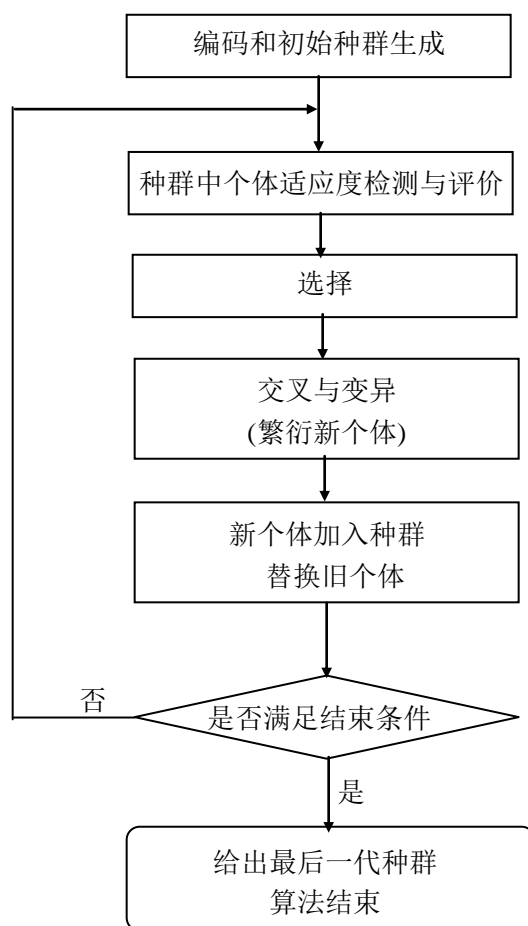 编码和初始种群生成
种群中个体适应度检测与评价
选择
交叉与变异
(繁衍新个体)
新个体加入种群
替换旧个体
否
是否满足结束条件
是
给出最后一代种群
算法结束